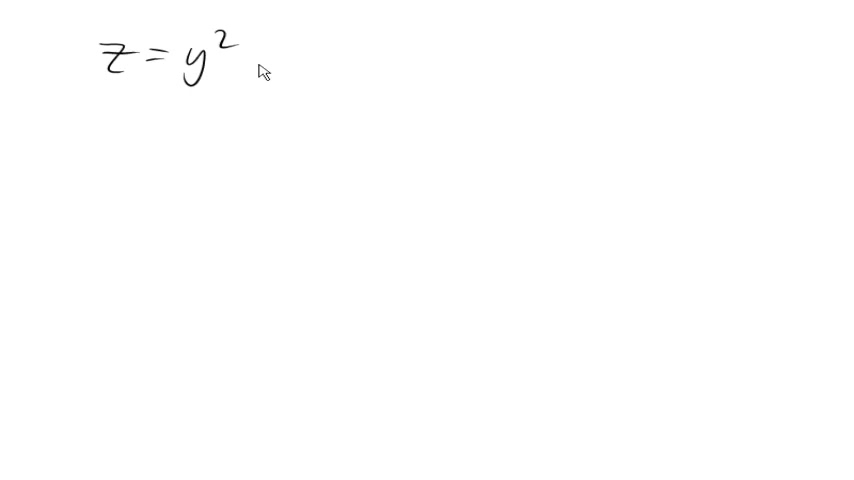 z = y²